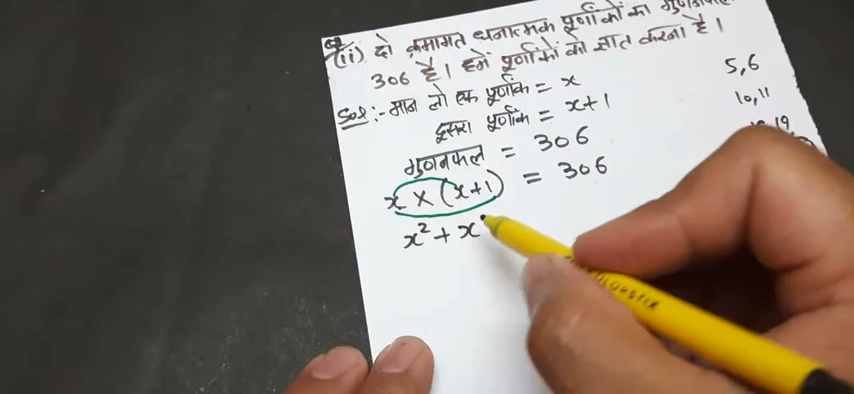 (ii) दो क्रमागत धनात्मक पूर्णांकों का गुणनफल
306 है। हमें पूर्णांकों को ज्ञात करना है।
Sol :- मान लो एक पूर्णांक = x
दूसरा पूर्णांक = x+1
गुणनफल = 306
x × (x+1) = 306
x² + x
5, 6
10, 11